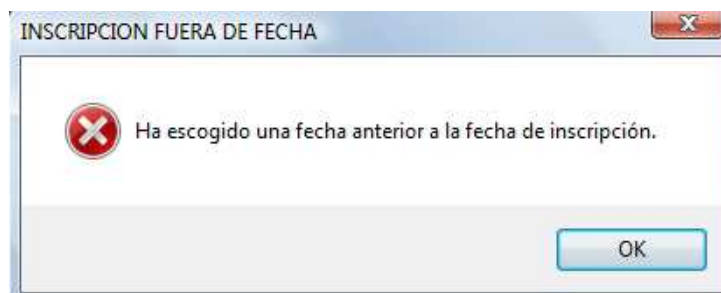 INSCRIPCION FUERA DE FECHA
Ha escogido una fecha anterior a la fecha de inscripción.
OK